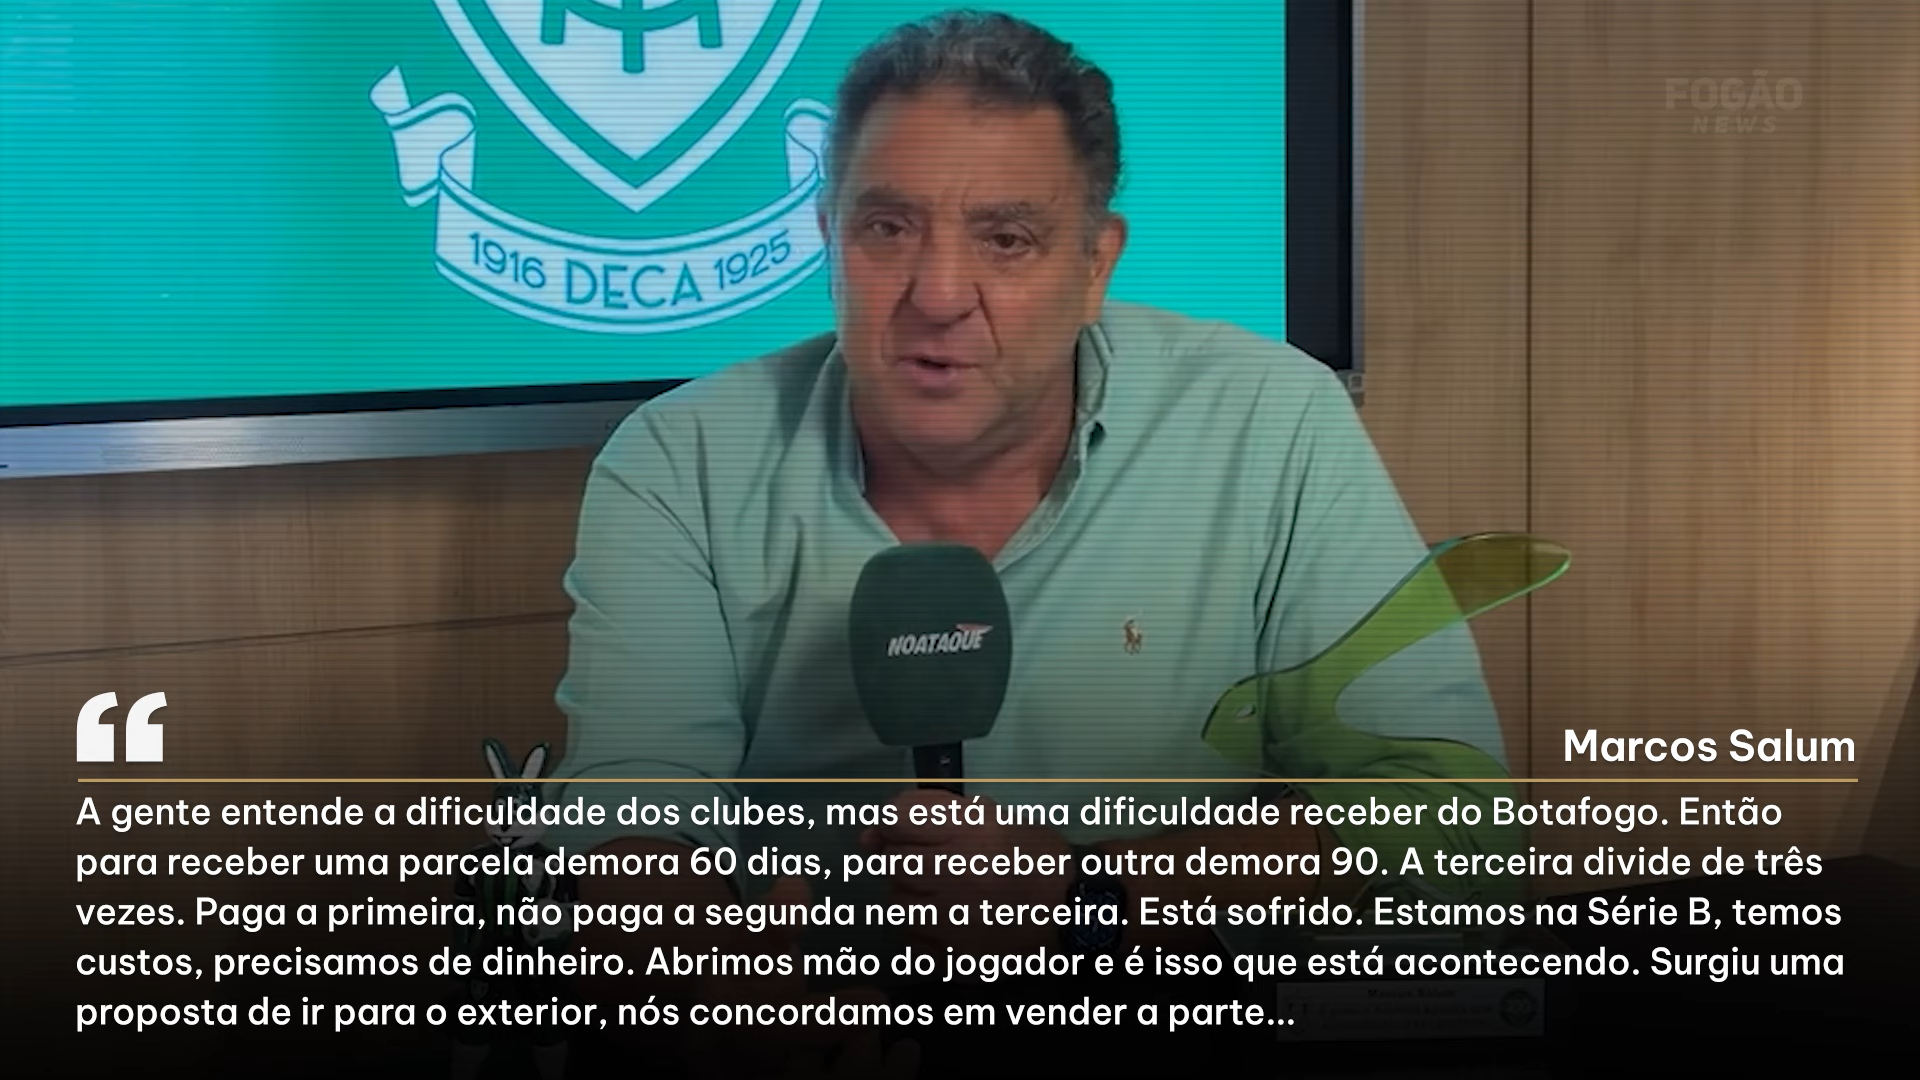 FOGÃO
NEWS
1916 DECA 1925
NOATAQUE
Marcos Salum
A gente entende a dificuldade dos clubes, mas está uma dificuldade receber do Botafogo. Então
para receber uma parcela demora 60 dias, para receber outra demora 90. A terceira divide de três
vezes. Paga a primeira, não paga a segunda nem a terceira. Está sofrido. Estamos na Série B, temos
custos, precisamos de dinheiro. Abrimos mão do jogador e é isso que está acontecendo. Surgiu uma
proposta de ir para o exterior, nós concordamos em vender a parte...